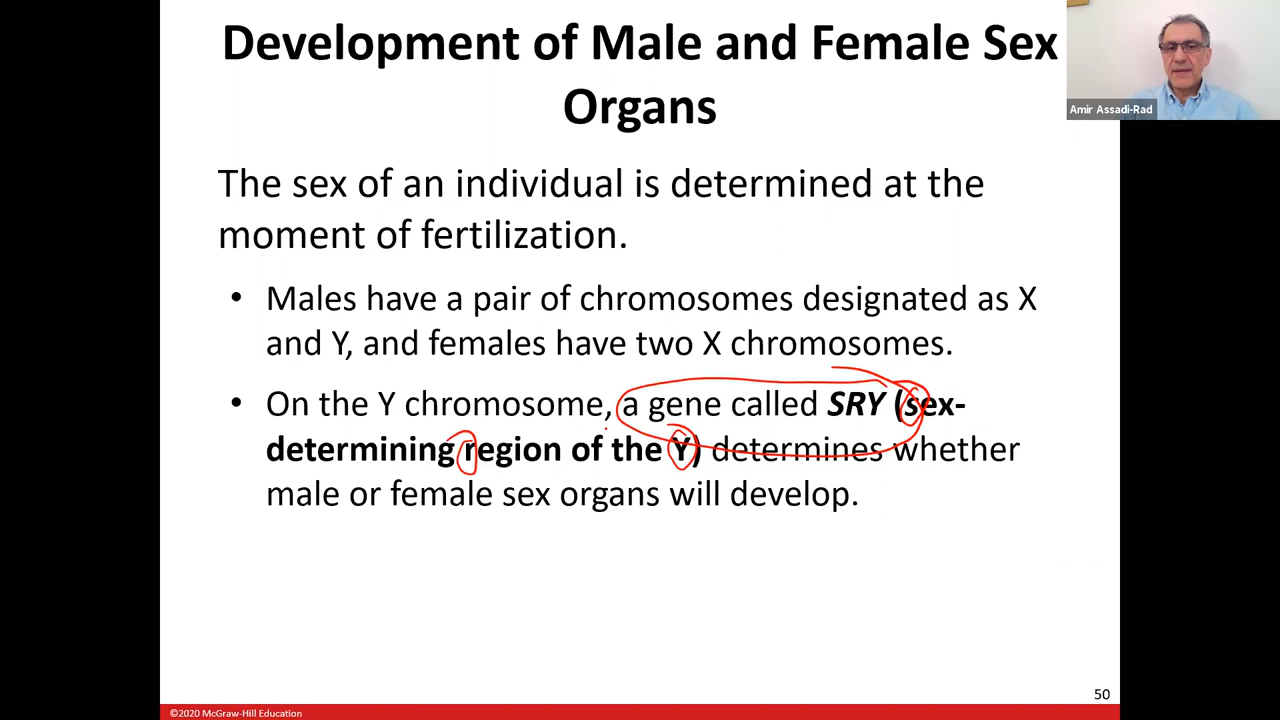 Development of Male and Female Sex
Organs
Amir Assadi-Rad
The sex of an individual is determined at the
moment of fertilization.
• Males have a pair of chromosomes designated as X
and Y, and females have two X chromosomes.
• On the Y chromosome, a gene called SRY (sex-
determining region of the Y) determines whether
male or female sex organs will develop.
50
©2020 McGraw-Hill Education